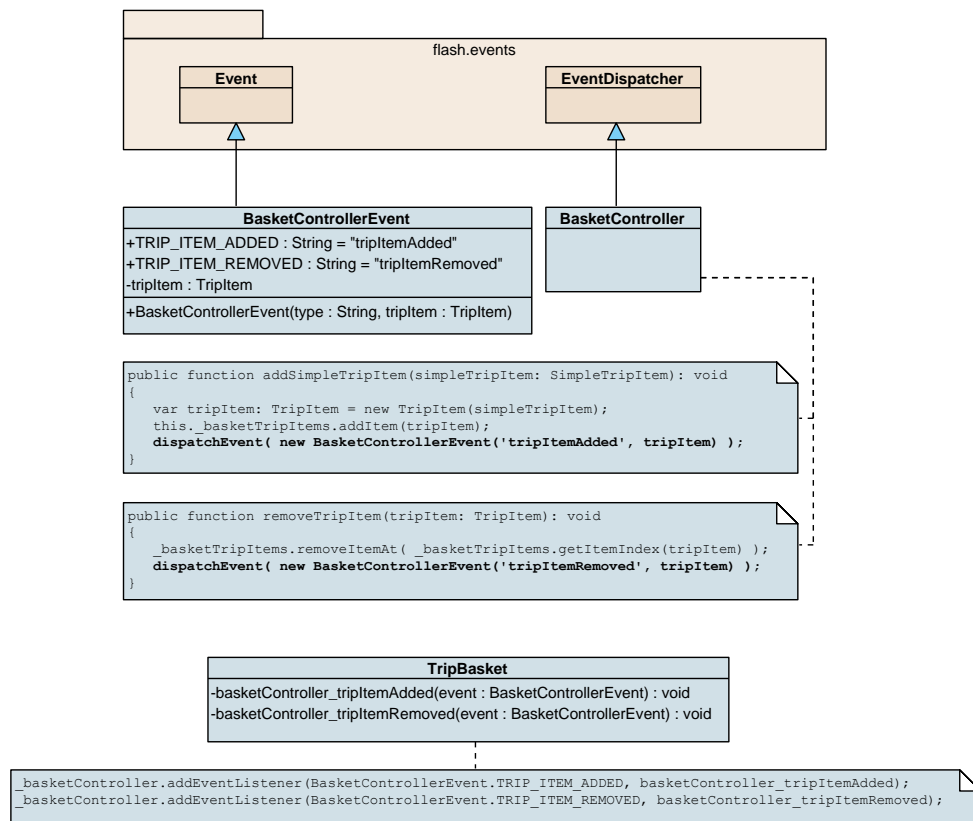 flash.events
Event
EventDispatcher
BasketControllerEvent
+TRIP_ITEM_ADDED : String = "tripItemAdded"
+TRIP_ITEM_REMOVED : String = "tripItemRemoved"
-tripItem : TripItem
+BasketControllerEvent(type : String, tripItem : TripItem)
BasketController
public function addSimpleTripItem(simpleTripItem: SimpleTripItem): void
{
var tripItem: TripItem = new TripItem(simpleTripItem);
this._basketTripItems.addItem(tripItem);
dispatchEvent( new BasketControllerEvent('tripItemAdded', tripItem) );
}
public function removeTripItem(tripItem: TripItem): void
{
_basketTripItems.removeItemAt( _basketTripItems.getItemIndex(tripItem) );
dispatchEvent( new BasketControllerEvent('tripItemRemoved', tripItem) );
}
TripBasket
-basketController_tripItemAdded(event : BasketControllerEvent) : void
-basketController_tripItemRemoved(event : BasketControllerEvent) : void
_basketController.addEventListener(BasketControllerEvent.TRIP_ITEM_ADDED, basketController_tripItemAdded);
_basketController.addEventListener(BasketControllerEvent.TRIP_ITEM_REMOVED, basketController_tripItemRemoved);